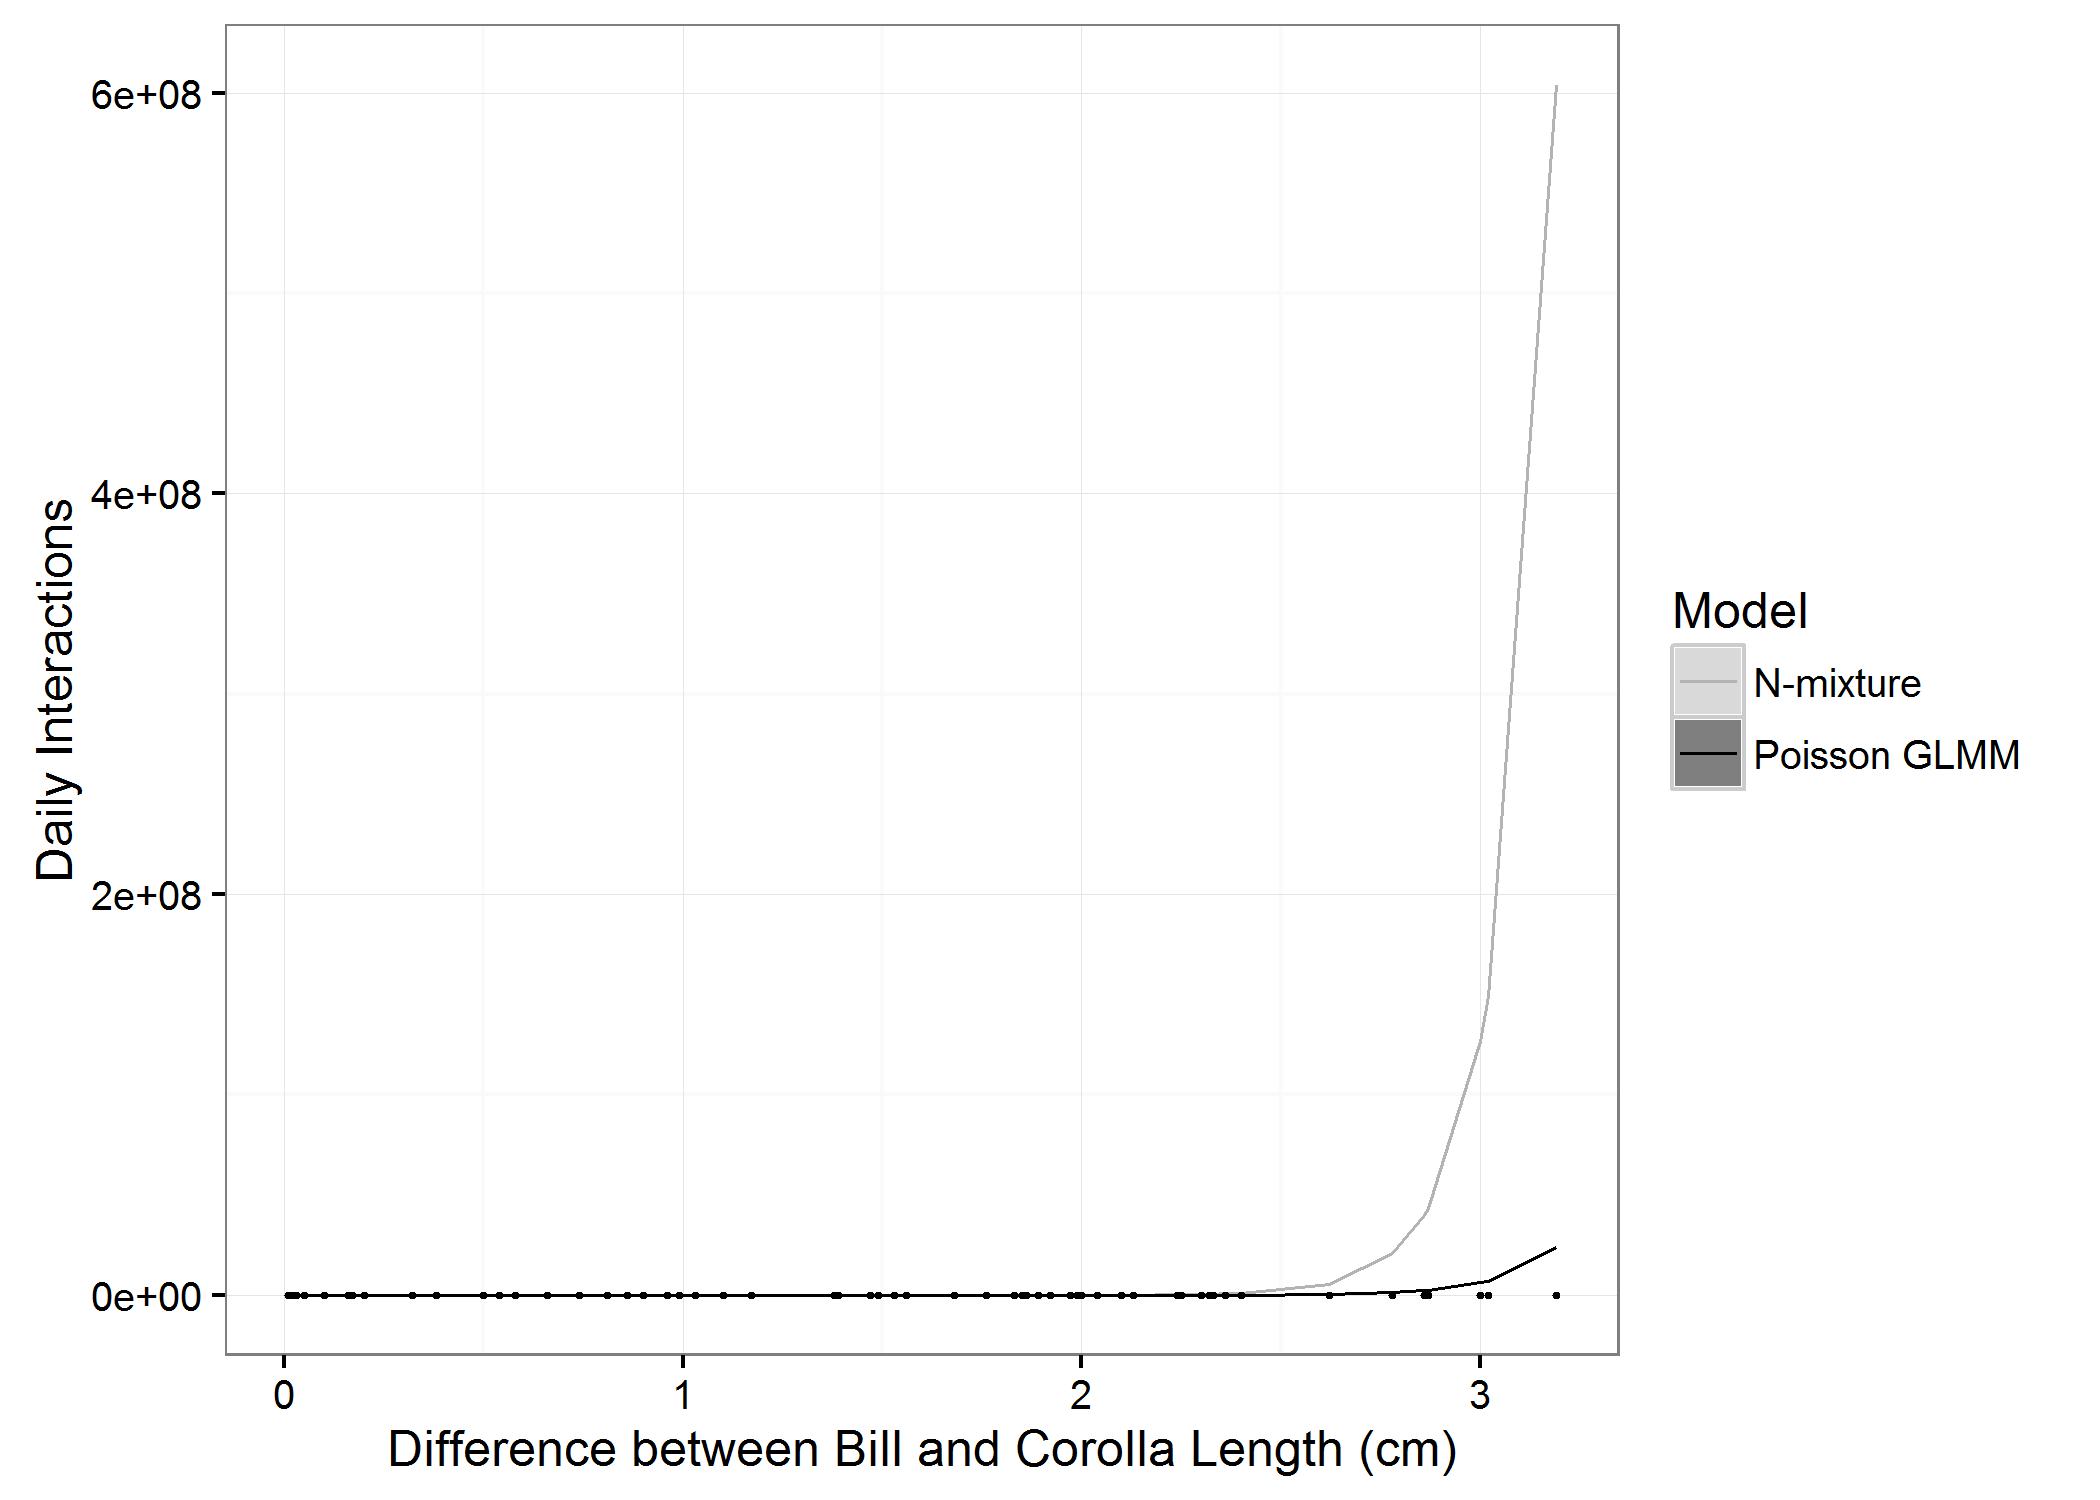 6e+08
4e+08
2e+08
0e+00
Daily Interactions
0 1 2 3
Difference between Bill and Corolla Length (cm)
Model
N-mixture
Poisson GLMM